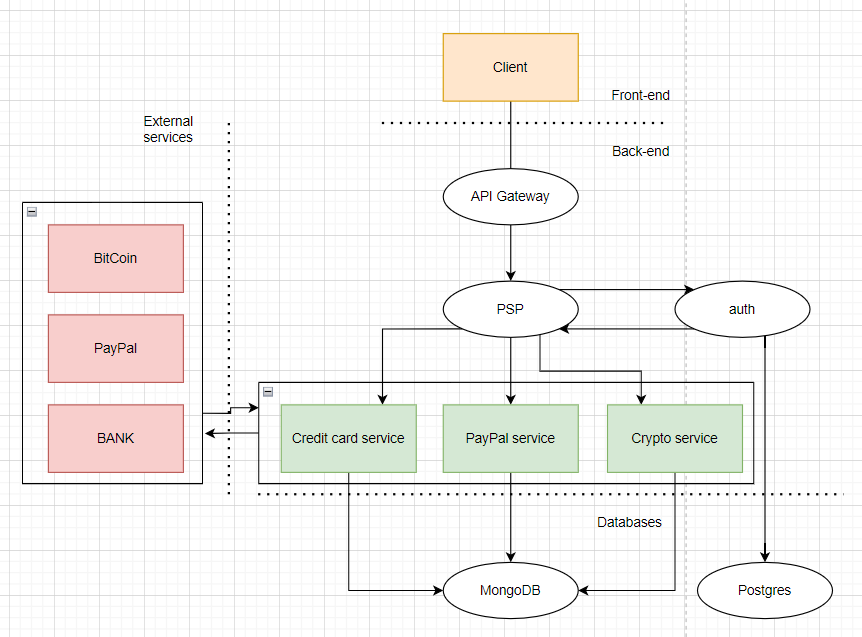 Client
Front-end
External
services
Back-end
API Gateway
BitCoin
PSP
auth
PayPal
BANK
Credit card service
PayPal service
Crypto service
Databases
MongoDB
Postgres